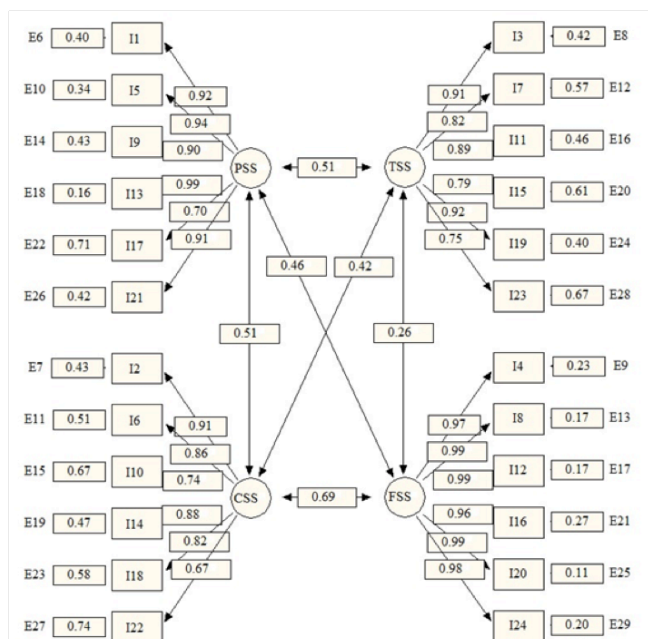 E6 0.40 I1
I3 0.42 E8
0.92
0.91
E10 0.34 I5
I7 0.57 E12
0.94
0.82
E14 0.43 I9
0.90
0.89
I11 0.46 E16
PSS
0.51
TSS
E18 0.16 I13
0.99
0.79
I15 0.61 E20
0.70
0.92
E22 0.71 I17
0.91
0.75
I19 0.40 E24
0.46
0.42
E26 0.42 I21
I23 0.67 E28
0.51
0.26
E7 0.43 I2
I4 0.23 E9
0.91
0.97
E11 0.51 I6
I8 0.17 E13
0.86
0.99
E15 0.67 I10
0.74
0.99
I12 0.17 E17
CSS
0.69
FSS
E19 0.47 I14
0.88
0.96
I16 0.27 E21
0.82
0.99
E23 0.58 I18
0.67
0.98
I20 0.11 E25
E27 0.74 I22
I24 0.20 E29